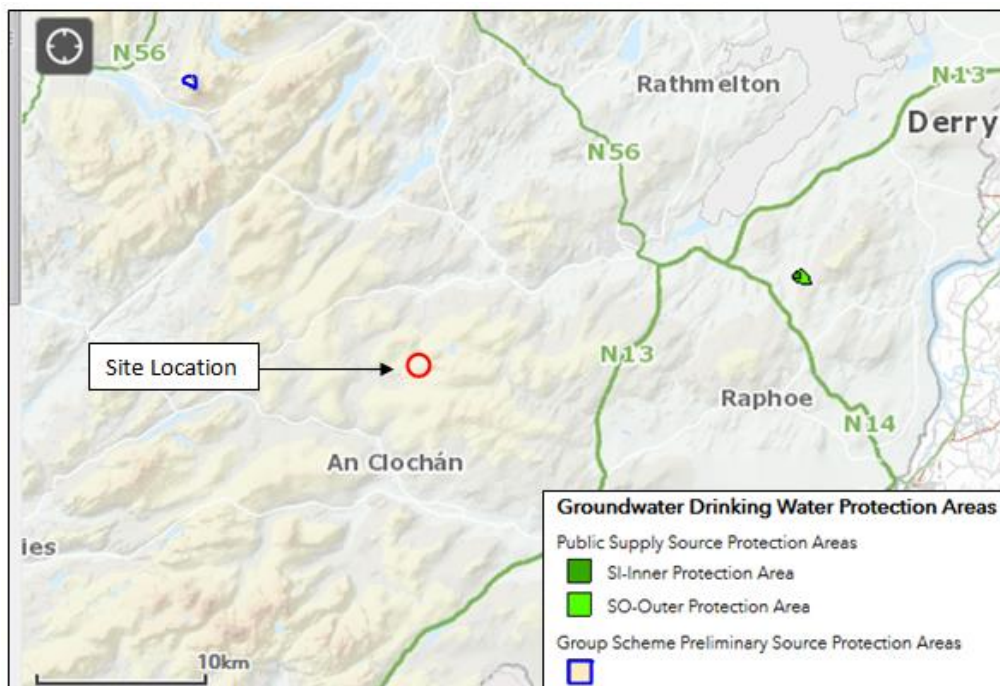 N56
Rathmelton
N13
Derry
N56
Site Location
N13
Raphoe
N14
An Clochán
ies
10km
Groundwater Drinking Water Protection Areas
Public Supply Source Protection Areas
SI-Inner Protection Area
SO-Outer Protection Area
Group Scheme Preliminary Source Protection Areas